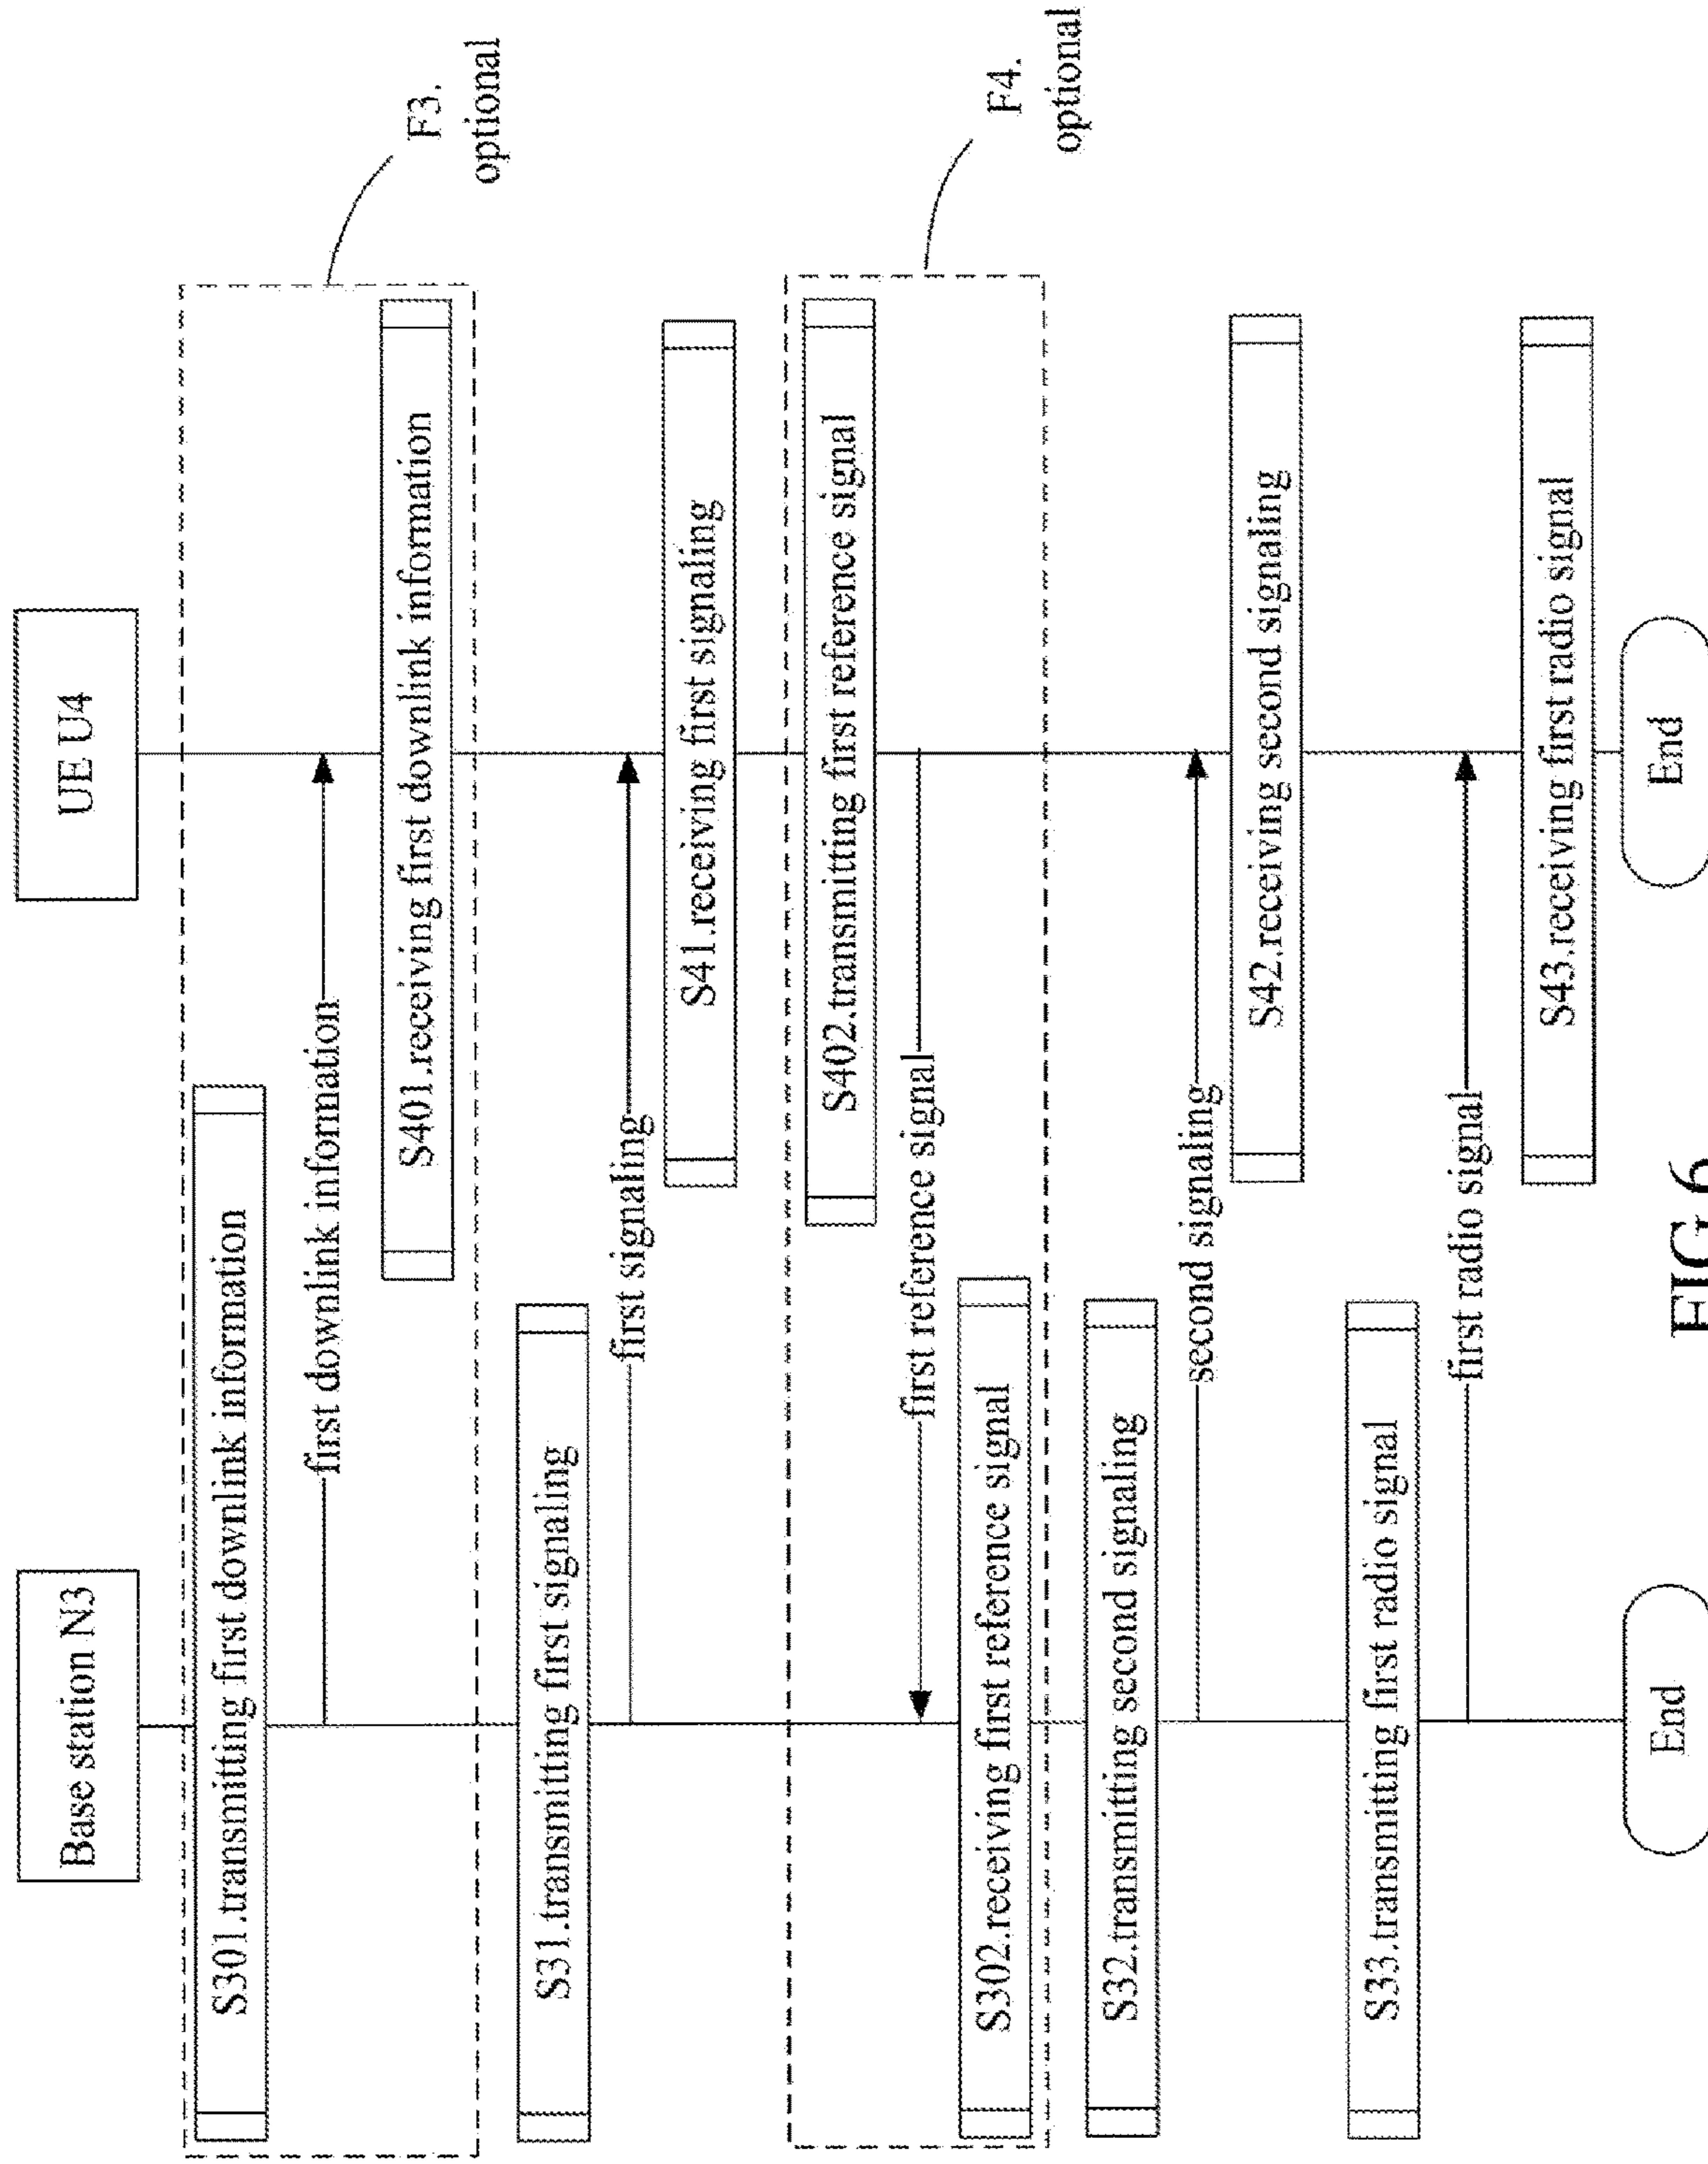 Base station N3
UE U4
S301.transmitting first downlink information
first downlink information
S401.receiving first downlink information
F3.
optional
S31.transmitting first signaling
first signaling
S41.receiving first signaling
S402.transmitting first reference signal
first reference signal
S302.receiving first reference signal
F4.
optional
S32.transmitting second signaling
second signaling
S42.receiving second signaling
S33.transmitting first radio signal
first radio signal
S43.receiving first radio signal
End
End
FIG 6